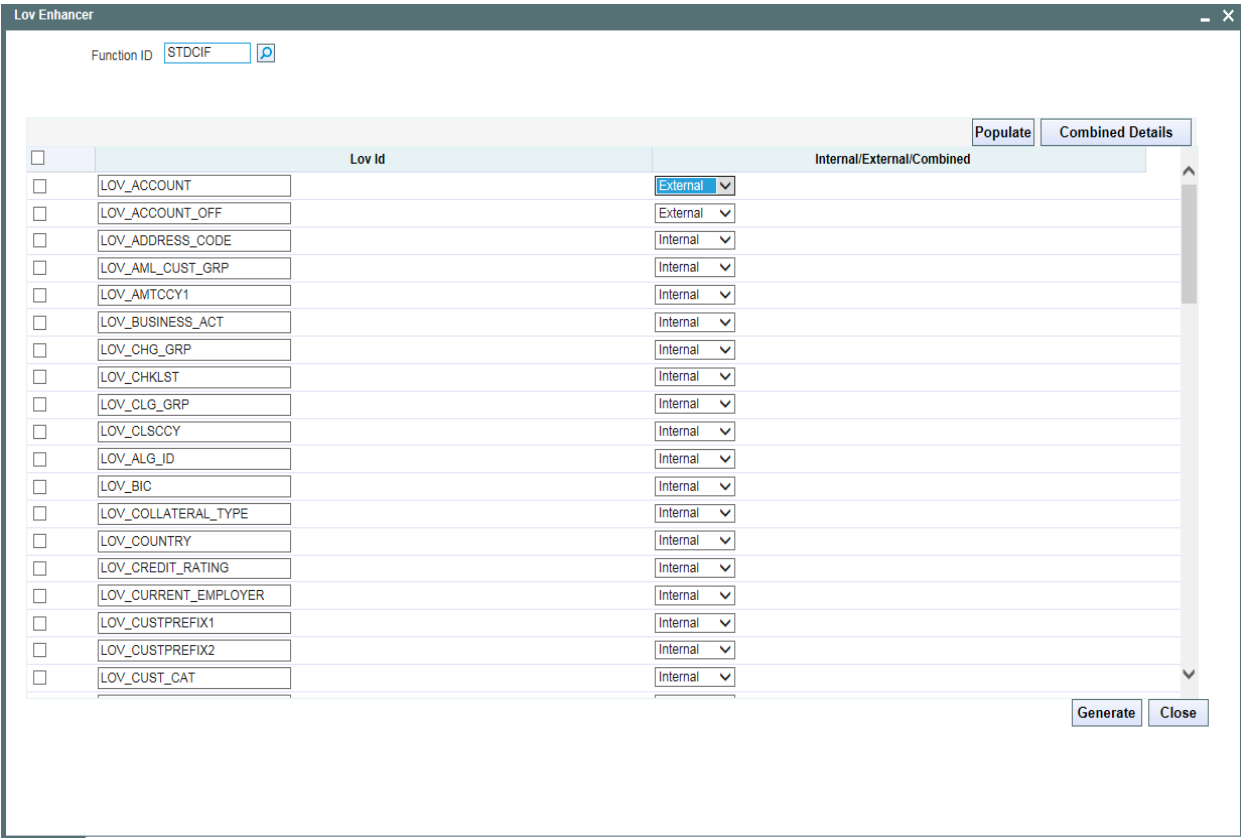 Lov Enhancer
Function ID STDCIF
Populate Combined Details
Lov Id Internal/External/Combined
LOV_ACCOUNT External
LOV_ACCOUNT_OFF External
LOV_ADDRESS_CODE Internal
LOV_AML_CUST_GRP Internal
LOV_AMTCCY1 Internal
LOV_BUSINESS_ACT Internal
LOV_CHG_GRP Internal
LOV_CHKLST Internal
LOV_CLG_GRP Internal
LOV_CLSCCY Internal
LOV_ALG_ID Internal
LOV_BIC Internal
LOV_COLLATERAL_TYPE Internal
LOV_COUNTRY Internal
LOV_CREDIT_RATING Internal
LOV_CURRENT_EMPLOYER Internal
LOV_CUSTPREFIX1 Internal
LOV_CUSTPREFIX2 Internal
LOV_CUST_CAT Internal
Generate Close